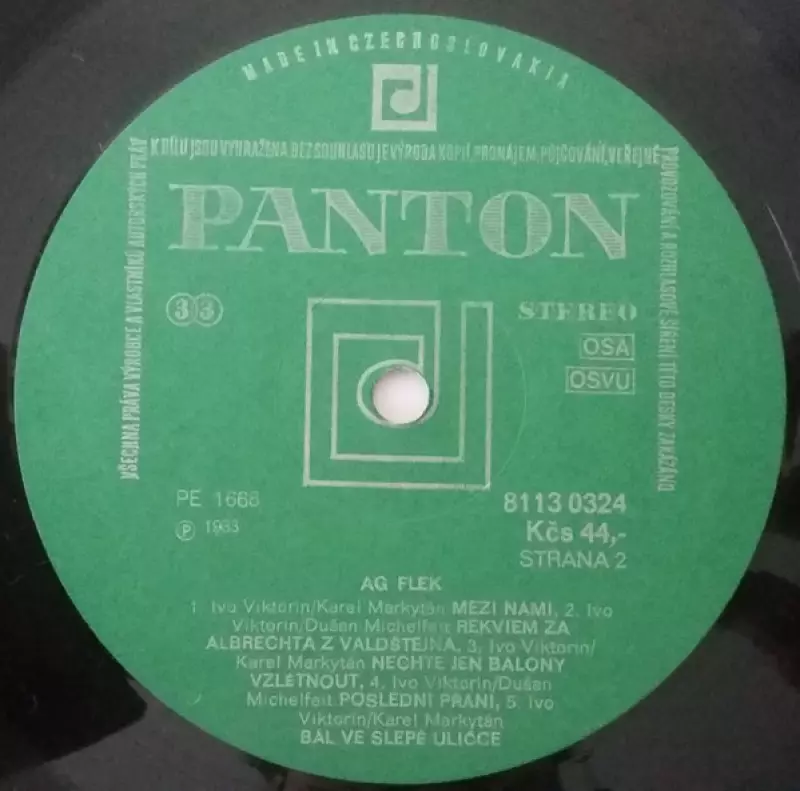 MADE IN CZECHOSLOVAKIA
VŠECHNA PRÁVA VÝROBCE A VLASTNÍKŮ AUTORSKÝCH PRÁV
K DÍLU JSOU VYHRAŽENA. BEZ SOUHLASU JE VÝROBA KOPIÍ, PRONÁJEM, PŮJČOVÁNÍ, VEŘEJNÉ
PROVOZOVÁNÍ A ROZHLASOVÉ ŠÍŘENÍ TÉTO DESKY ZAKÁZÁNO
PANTON
33
STEREO
OSA
OSVU
PE 1666
8113 0324
Ⓟ 1983
Kčs 44,-
STRANA 2
AG FLEK
1. Ivo Viktorin/Karel Markytán MEZI NAMI, 2. Ivo
Viktorin/Dušan Michelfeit REKVIEM ZA
ALBRECHTA Z VALDŠTEJNA, 3. Ivo Viktorin/
Karel Markytán NECHTE JEN BALONY
VZLÉTNOUT, 4. Ivo Viktorin/Dušan
Michelfeit POSLEDNÍ PŘÁNÍ, 5. Ivo
Viktorin/Karel Markytán
BÁL VE SLEPÉ ULIČCE